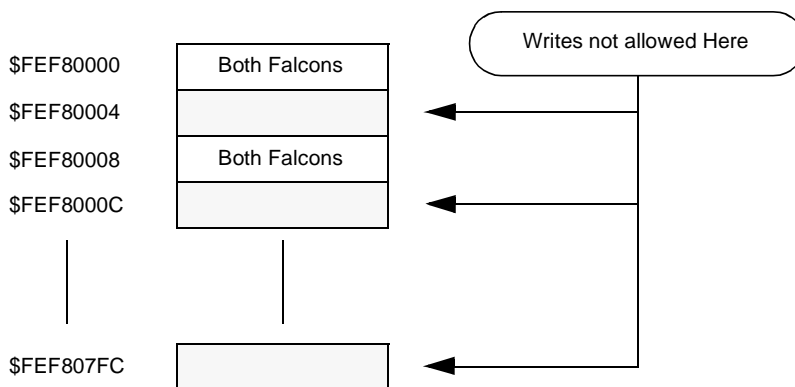 Writes not allowed Here
$FEF80000 Both Falcons
$FEF80004
$FEF80008 Both Falcons
$FEF8000C
$FEF807FC